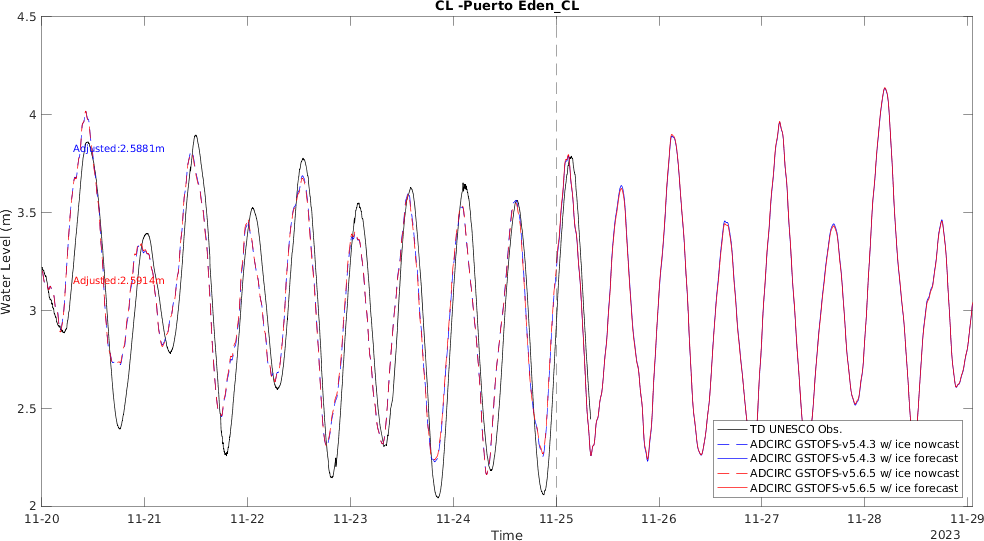 CL -Puerto Eden_CL
4.5
4
3.5
3
2.5
2
Water Level (m)
Adjusted:2.5881m
Adjusted:2.5914m
TD UNESCO Obs.
ADCIRC GSTOFS-v5.4.3 w/ ice nowcast
ADCIRC GSTOFS-v5.4.3 w/ ice forecast
ADCIRC GSTOFS-v5.6.5 w/ ice nowcast
ADCIRC GSTOFS-v5.6.5 w/ ice forecast
11-20 11-21 11-22 11-23 11-24 11-25 11-26 11-27 11-28 11-29
Time
2023